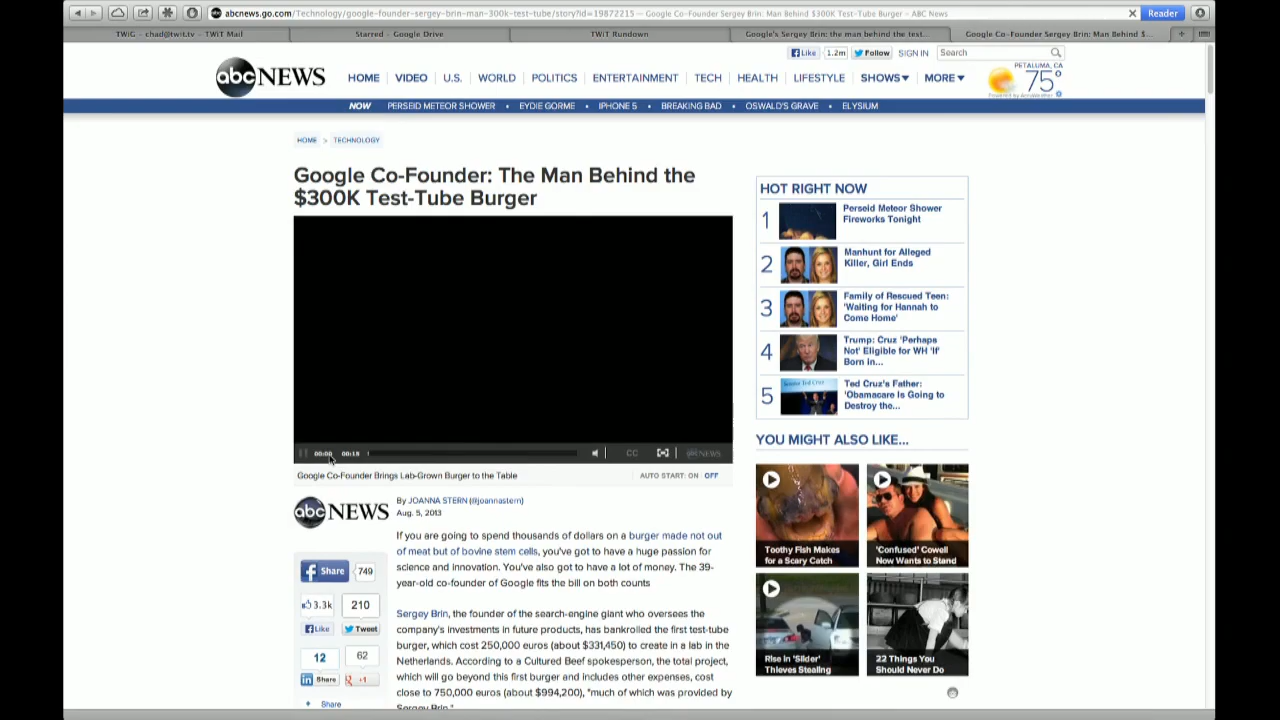 abcnews.go.com/Technology/google-founder-sergey-brin-man-300k-test-tube/story?id=19872215 — Google Co-Founder Sergey Brin: Man Behind $300K Test-Tube Burger – ABC News
Reader
TWiG – chad@twit.tv – TWiT Mail
Starred – Google Drive
TWiT Rundown
Google's Sergey Brin: the man behind the test...
Google Co-Founder Sergey Brin: Man Behind $...
Like 1.2m Follow SIGN IN Search
abc NEWS
HOME VIDEO U.S. WORLD POLITICS ENTERTAINMENT TECH HEALTH LIFESTYLE SHOWS MORE
PETALUMA, CA
75°
Powered by AccuWeather
NOW PERSEID METEOR SHOWER • EYDIE GORME • IPHONE 5 • BREAKING BAD • OSWALD'S GRAVE • ELYSIUM
HOME > TECHNOLOGY
Google Co-Founder: The Man Behind the
$300K Test-Tube Burger
00:00 00:15 CC abc NEWS
Google Co-Founder Brings Lab-Grown Burger to the Table
AUTO START: ON OFF
abc NEWS
By JOANNA STERN (@joannastern)
Aug. 5, 2013
If you are going to spend thousands of dollars on a burger made not out
of meat but of bovine stem cells, you've got to have a huge passion for
science and innovation. You've also got to have a lot of money. The 39-
year-old co-founder of Google fits the bill on both counts
Sergey Brin, the founder of the search-engine giant who oversees the
company's investments in future products, has bankrolled the first test-tube
burger, which cost 250,000 euros (about $331,450) to create in a lab in the
Netherlands. According to a Cultured Beef spokesperson, the total project,
which will go beyond this first burger and includes other expenses, cost
close to 750,000 euros (about $994,200), "much of which was provided by
Sergey Brin."
Share 749
3.3k 210
Like Tweet
12 62
Share +1
Share
HOT RIGHT NOW
1 Perseid Meteor Shower
Fireworks Tonight
2 Manhunt for Alleged
Killer, Girl Ends
3 Family of Rescued Teen:
'Waiting for Hannah to
Come Home'
4 Trump: Cruz 'Perhaps
Not' Eligible for WH 'If'
Born in...
5 Ted Cruz's Father:
'Obamacare Is Going to
Destroy the...
YOU MIGHT ALSO LIKE...
Toothy Fish Makes
for a Scary Catch
'Confused' Cowell
Now Wants to Stand
Rise in 'Slider'
Thieves Stealing
22 Things You
Should Never Do